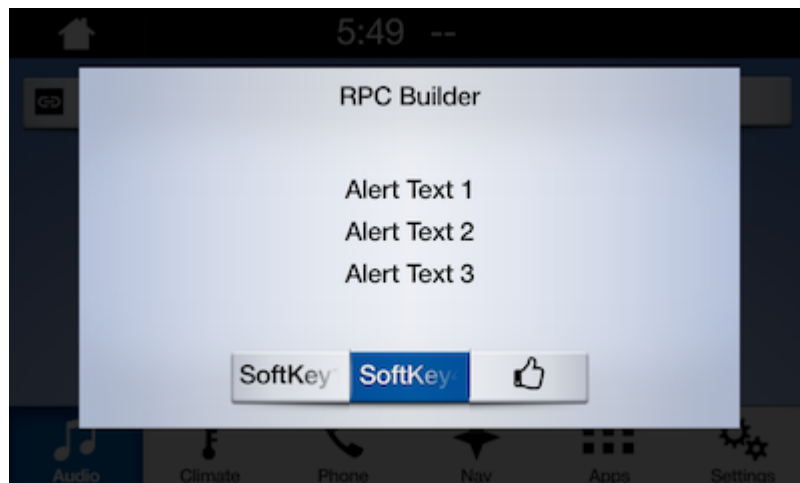 5:49 --
RPC Builder
Alert Text 1
Alert Text 2
Alert Text 3
SoftKey SoftKey
Audio Climate Phone Nav Apps Settings